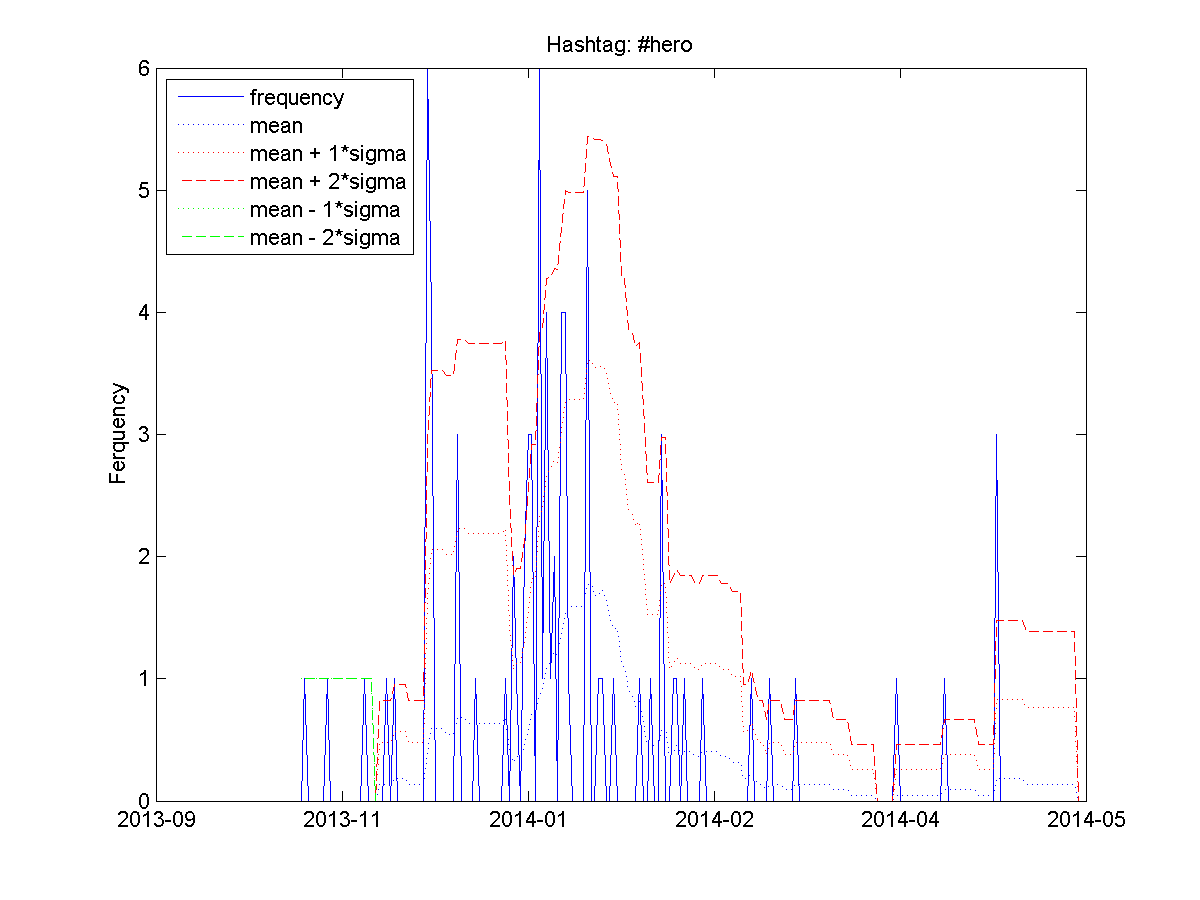 Hashtag: #hero
6
5
4
3
2
1
0
Ferquency
frequency
mean
mean + 1*sigma
mean + 2*sigma
mean - 1*sigma
mean - 2*sigma
2013-09 2013-11 2014-01 2014-02 2014-04 2014-05